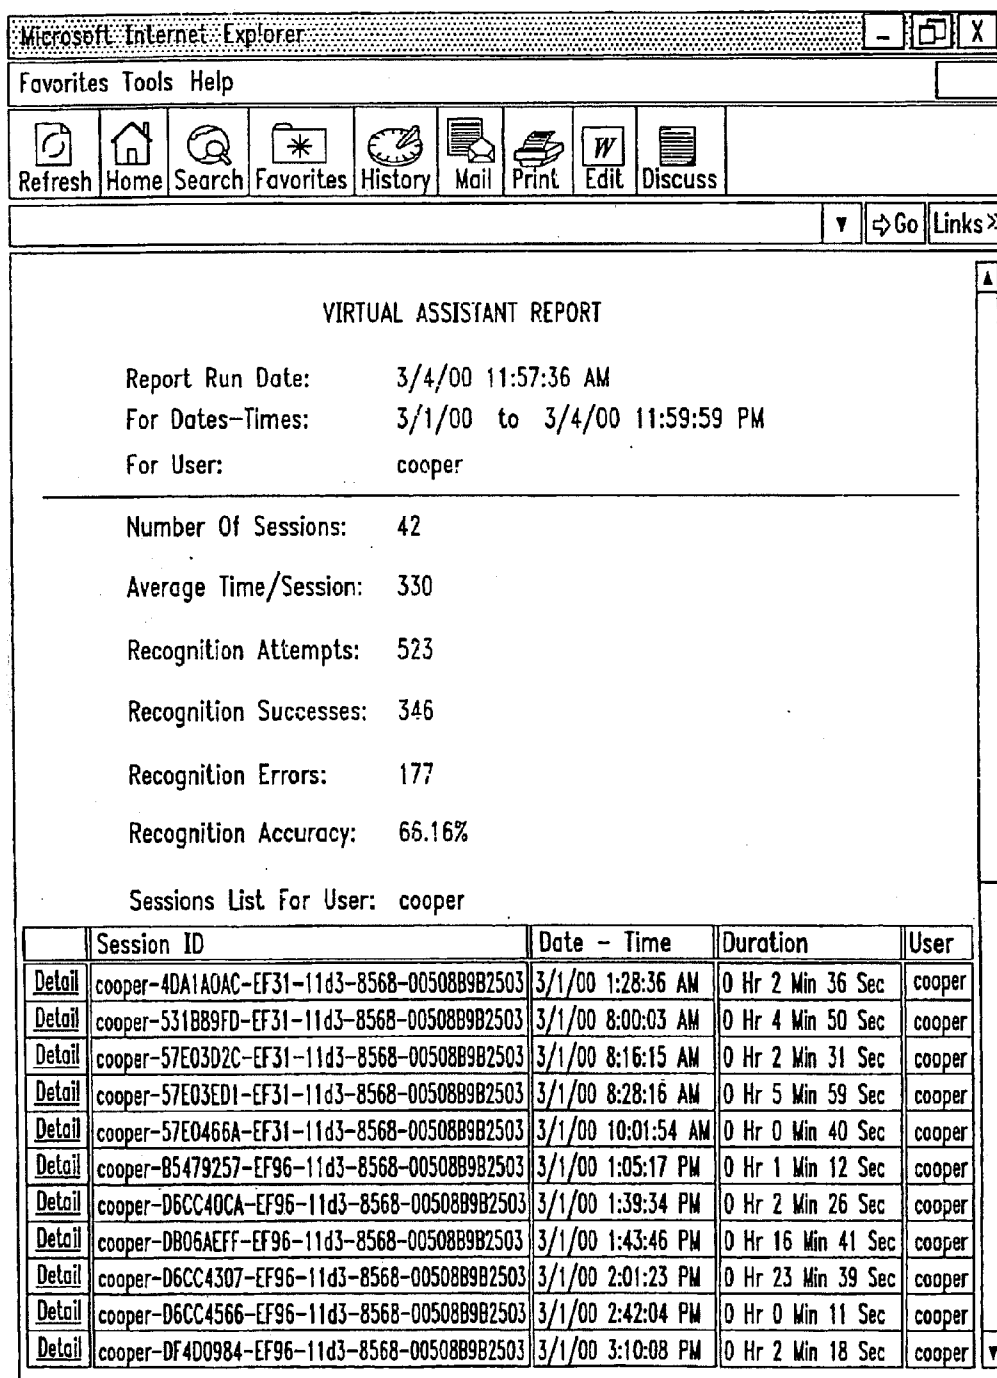 Microsoft Internet Explorer - X
Favorites Tools Help
Refresh Home Search Favorites History Mail Print Edit Discuss
Go Links »
VIRTUAL ASSISTANT REPORT
Report Run Date: 3/4/00 11:57:36 AM
For Dates-Times: 3/1/00 to 3/4/00 11:59:59 PM
For User: cooper
Number Of Sessions: 42
Average Time/Session: 330
Recognition Attempts: 523
Recognition Successes: 346
Recognition Errors: 177
Recognition Accuracy: 66.16%
Sessions List For User: cooper
Session ID Date - Time Duration User
Detail cooper-4DA1A0AC-EF31-11d3-8568-00508B9B2503 3/1/00 1:28:36 AM 0 Hr 2 Min 36 Sec cooper
Detail cooper-531B89FD-EF31-11d3-8568-00508B9B2503 3/1/00 8:00:03 AM 0 Hr 4 Min 50 Sec cooper
Detail cooper-57E03D2C-EF31-11d3-8568-00508B9B2503 3/1/00 8:16:15 AM 0 Hr 2 Min 31 Sec cooper
Detail cooper-57E03ED1-EF31-11d3-8568-00508B9B2503 3/1/00 8:28:16 AM 0 Hr 5 Min 59 Sec cooper
Detail cooper-57E0466A-EF31-11d3-8568-00508B9B2503 3/1/00 10:01:54 AM 0 Hr 0 Min 40 Sec cooper
Detail cooper-B5479257-EF96-11d3-8568-00508B9B2503 3/1/00 1:05:17 PM 0 Hr 1 Min 12 Sec cooper
Detail cooper-D6CC40CA-EF96-11d3-8568-00508B9B2503 3/1/00 1:39:34 PM 0 Hr 2 Min 26 Sec cooper
Detail cooper-DB06AEFF-EF96-11d3-8568-00508B9B2503 3/1/00 1:43:46 PM 0 Hr 16 Min 41 Sec cooper
Detail cooper-D6CC4307-EF96-11d3-8568-00508B9B2503 3/1/00 2:01:23 PM 0 Hr 23 Min 39 Sec cooper
Detail cooper-D6CC4566-EF96-11d3-8568-00508B9B2503 3/1/00 2:42:04 PM 0 Hr 0 Min 11 Sec cooper
Detail cooper-DF4D0984-EF96-11d3-8568-00508B9B2503 3/1/00 3:10:08 PM 0 Hr 2 Min 18 Sec cooper